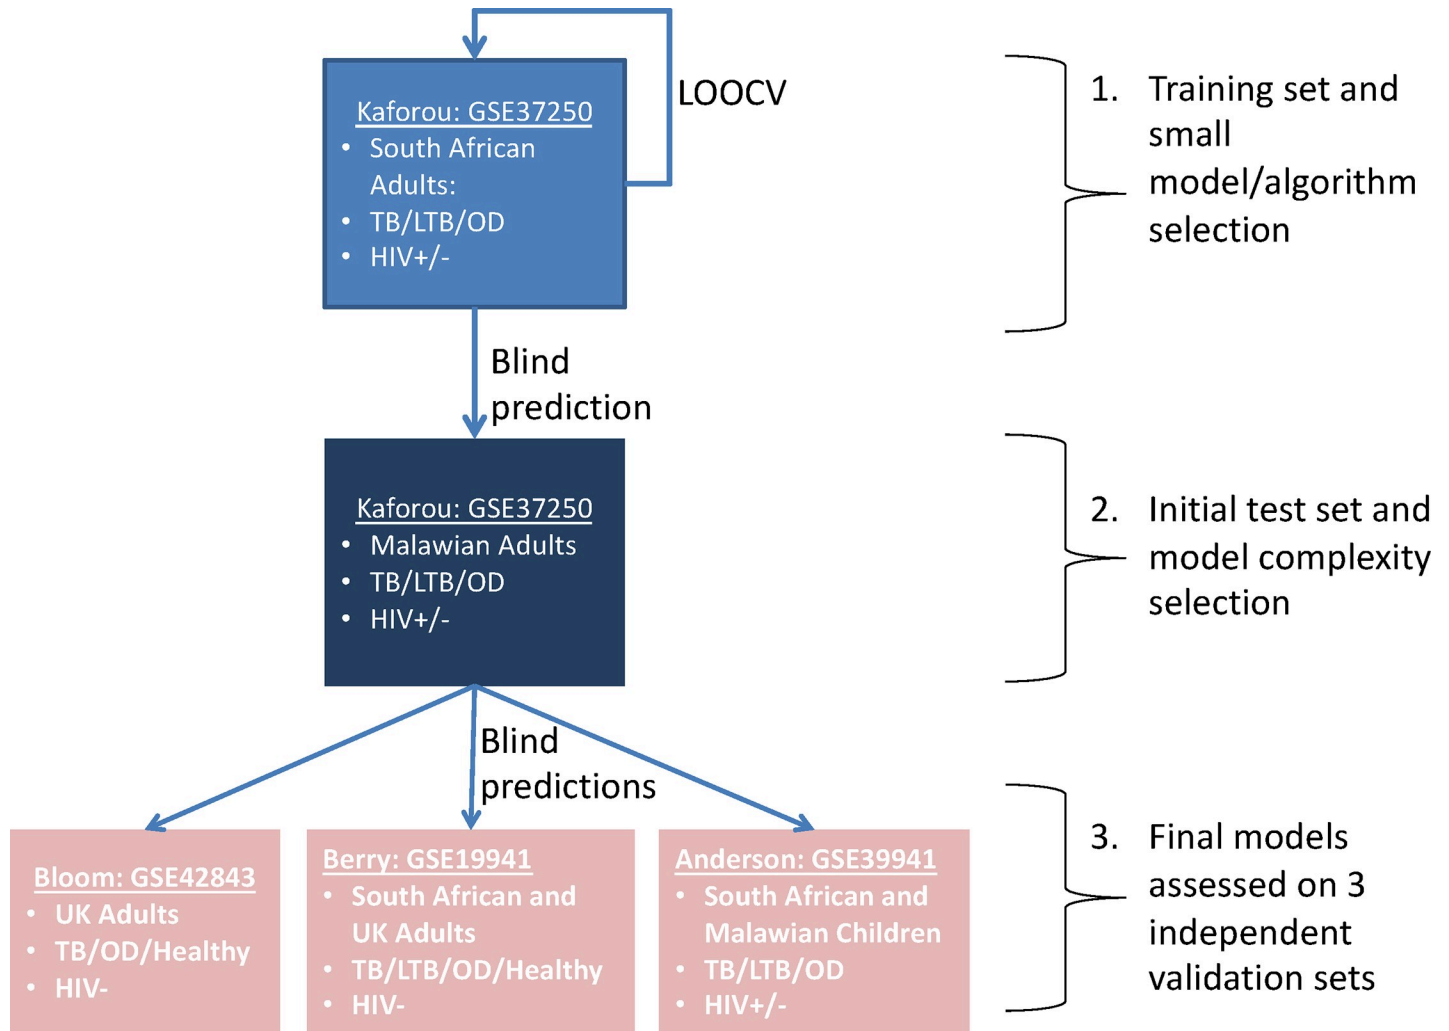 LOOCV
Kaforou: GSE37250
• South African
Adults:
• TB/LTB/OD
• HIV+/-
1. Training set and
small
model/algorithm
selection
Blind
prediction
Kaforou: GSE37250
• Malawian Adults
• TB/LTB/OD
• HIV+/-
2. Initial test set and
model complexity
selection
Blind
predictions
Bloom: GSE42843
• UK Adults
• TB/OD/Healthy
• HIV-
Berry: GSE19941
• South African and
UK Adults
• TB/LTB/OD/Healthy
• HIV-
Anderson: GSE39941
• South African and
Malawian Children
• TB/LTB/OD
• HIV+/-
3. Final models
assessed on 3
independent
validation sets